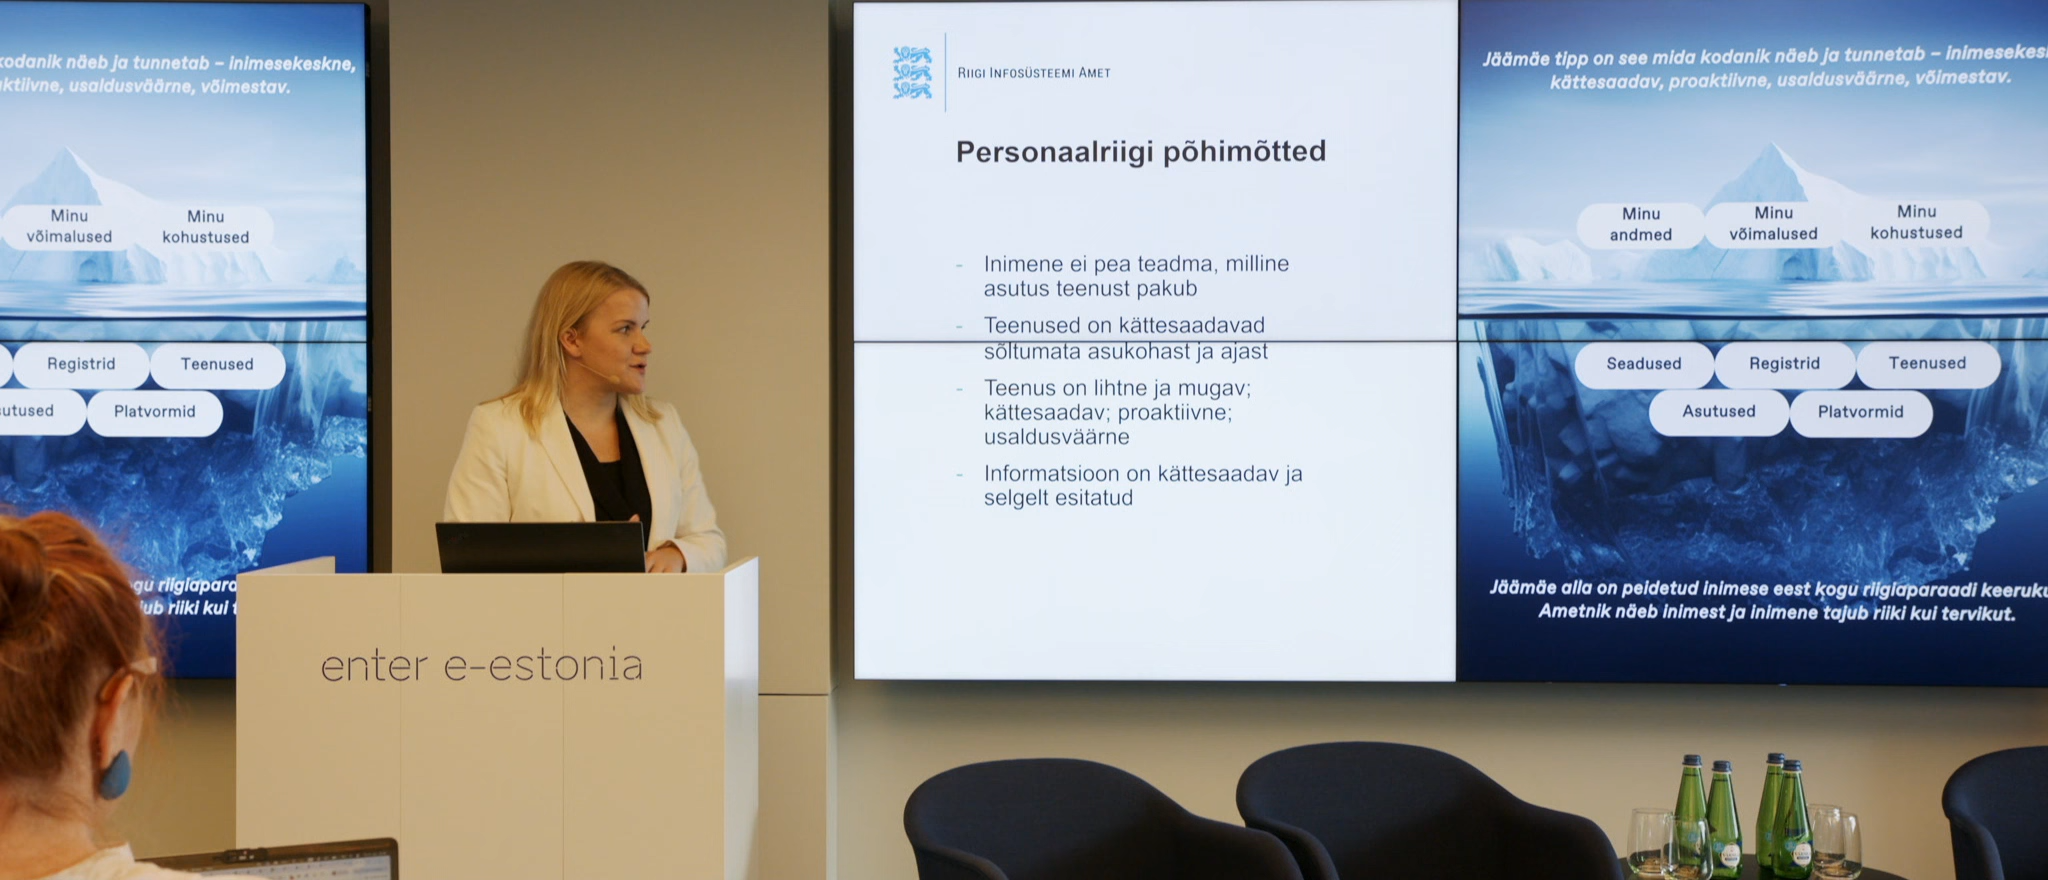 kodanik näeb ja tunnetab – inimesekeskne,
usaldusväärne, võimestav.
Minu
võimalused
Minu
kohustused
Registrid
Teenused
Platvormid
riiki kui
enter e-estonia
RIIGI INFOSÜSTEEMI AMET
Personaalriigi põhimõtted
- Inimene ei pea teadma, milline
asutus teenust pakub
- Teenused on kättesaadavad
sõltumata asukohast ja ajast
- Teenus on lihtne ja mugav;
kättesaadav; proaktiivne;
usaldusväärne
- Informatsioon on kättesaadav ja
selgelt esitatud
Jäämäe tipp on see mida kodanik näeb ja tunnetab –
kättesaadav, proaktiivne, usaldusväärne, võimestav.
Minu
andmed
Minu
võimalused
Minu
kohustused
Seadused
Registrid
Teenused
Asutused
Platvormid
Jäämäe alla on peidetud inimese eest kogu riigiaparaadi
Ametnik näeb inimest ja inimene tajub riiki kui tervikut.